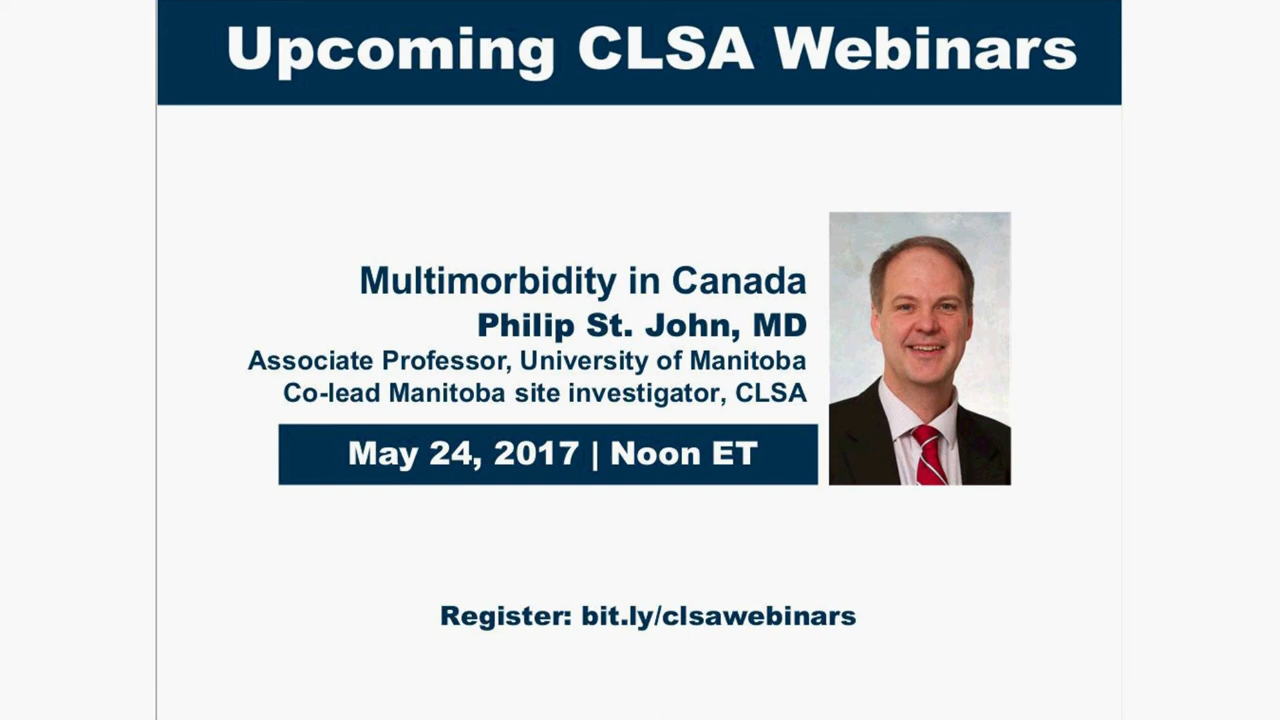 Upcoming CLSA Webinars
Multimorbidity in Canada
Philip St. John, MD
Associate Professor, University of Manitoba
Co-lead Manitoba site investigator, CLSA
May 24, 2017 | Noon ET
Register: bit.ly/clsawebinars